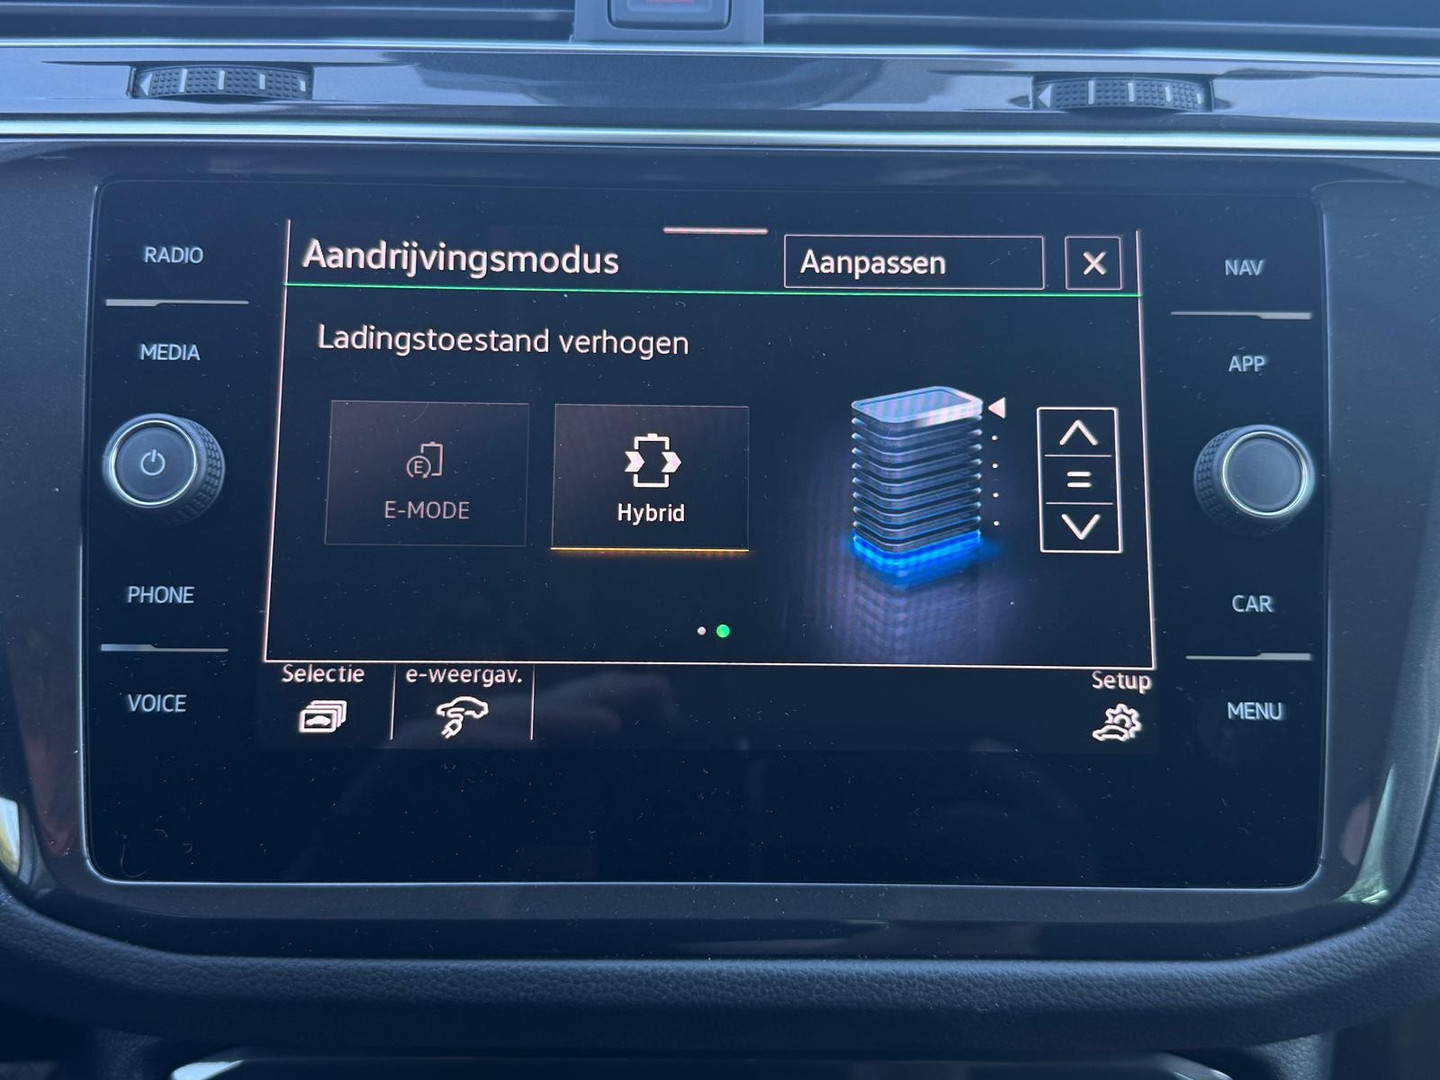 RADIO
MEDIA
PHONE
VOICE
Aandrijvingsmodus
Aanpassen
Ladingstoestand verhogen
E
E-MODE
Hybrid
Selectie
e-weergav.
Setup
NAV
APP
CAR
MENU